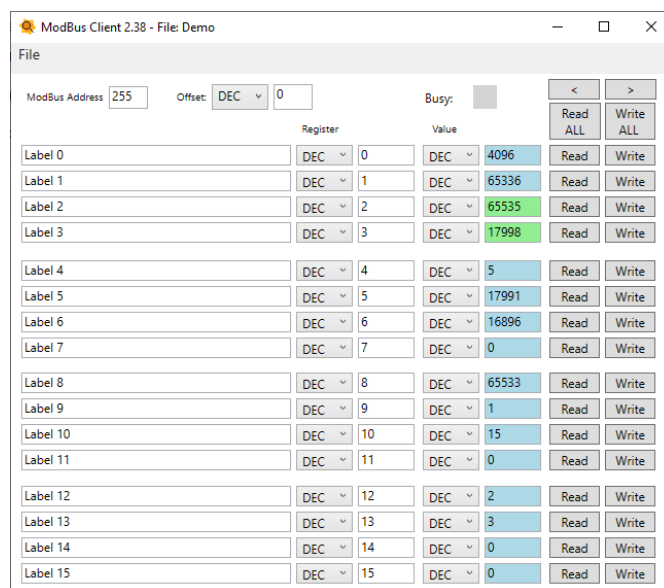 ModBus Client 2.38 - File: Demo
File
ModBus Address 255 Offset: DEC 0 Busy: < >
Read ALL Write ALL
Register Value
Label 0 DEC 0 DEC 4096 Read Write
Label 1 DEC 1 DEC 65336 Read Write
Label 2 DEC 2 DEC 65535 Read Write
Label 3 DEC 3 DEC 17998 Read Write
Label 4 DEC 4 DEC 5 Read Write
Label 5 DEC 5 DEC 17991 Read Write
Label 6 DEC 6 DEC 16896 Read Write
Label 7 DEC 7 DEC 0 Read Write
Label 8 DEC 8 DEC 65533 Read Write
Label 9 DEC 9 DEC 1 Read Write
Label 10 DEC 10 DEC 15 Read Write
Label 11 DEC 11 DEC 0 Read Write
Label 12 DEC 12 DEC 2 Read Write
Label 13 DEC 13 DEC 3 Read Write
Label 14 DEC 14 DEC 0 Read Write
Label 15 DEC 15 DEC 0 Read Write